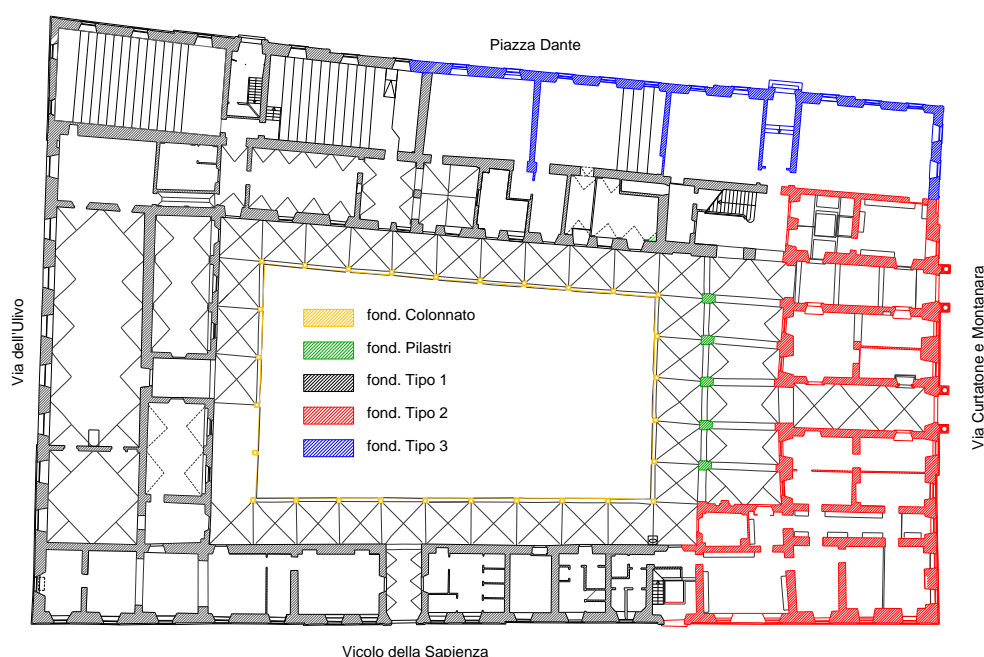 Piazza Dante
Via dell'Ulivo
fond. Colonnato
fond. Pilastri
fond. Tipo 1
fond. Tipo 2
fond. Tipo 3
Via Curtatone e Montanara
Vicolo della Sapienza